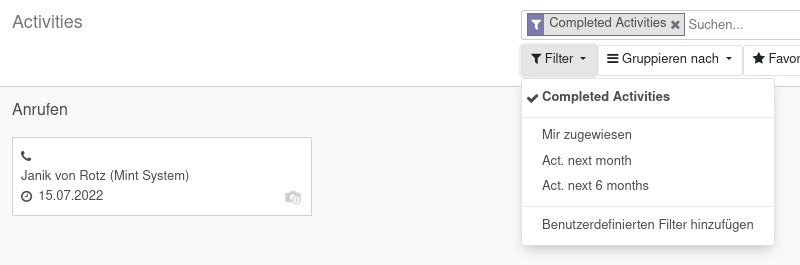 Activities
Completed Activities
Suchen...
Filter
Gruppieren nach
Favor
Completed Activities
Mir zugewiesen
Act. next month
Act. next 6 months
Benutzerdefinierten Filter hinzufügen
Anrufen
Janik von Rotz (Mint System)
15.07.2022